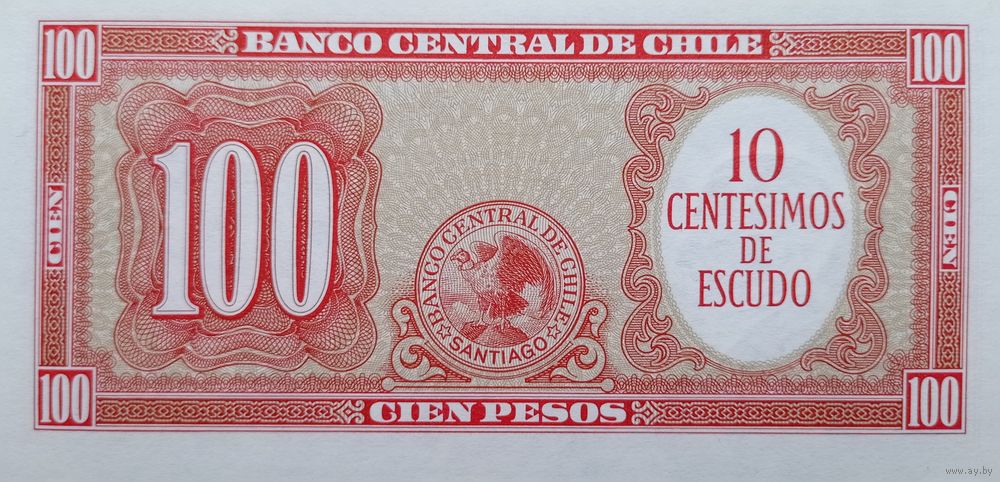 100
BANCO CENTRAL DE CHILE
100
CIEN
100
BANCO CENTRAL DE CHILE
SANTIAGO
10
CENTESIMOS
DE
ESCUDO
CIEN
100
CIEN PESOS
100
www.ay.by